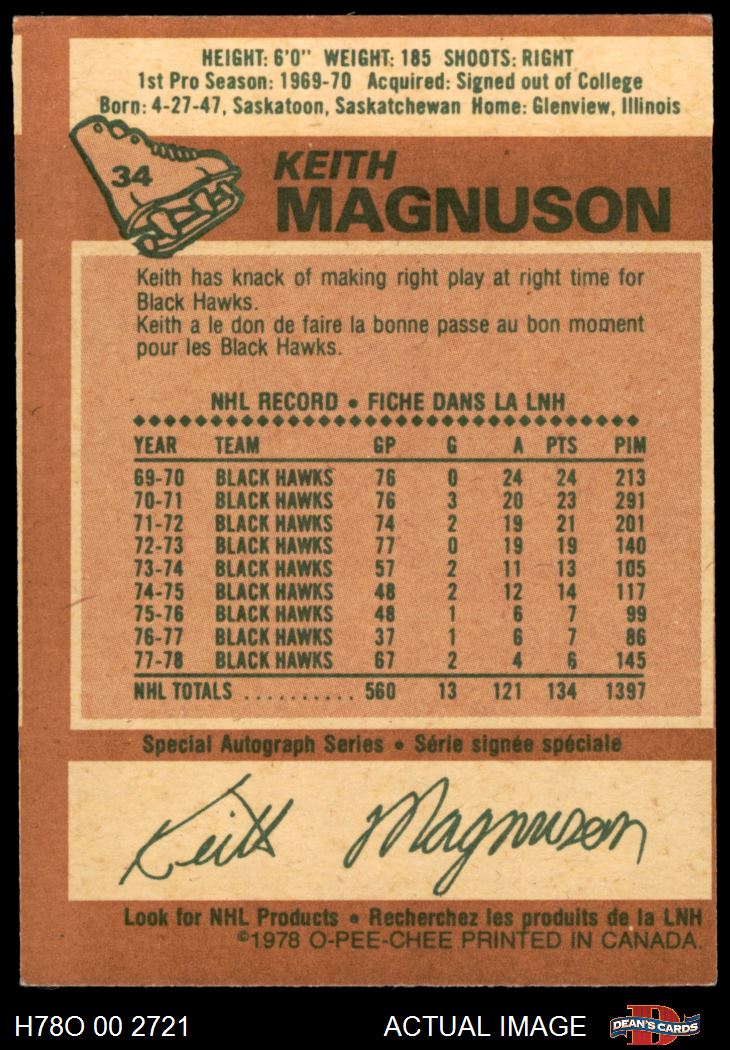 HEIGHT: 6'0" WEIGHT: 185 SHOOTS: RIGHT
1st Pro Season: 1969-70 Acquired: Signed out of College
Born: 4-27-47, Saskatoon, Saskatchewan Home: Glenview, Illinois
34
KEITH
MAGNUSON
Keith has knack of making right play at right time for
Black Hawks.
Keith a le don de faire la bonne passe au bon moment
pour les Black Hawks.
NHL RECORD • FICHE DANS LA LNH
YEAR TEAM GP G A PTS PIM
69-70 BLACK HAWKS 76 0 24 24 213
70-71 BLACK HAWKS 76 3 20 23 291
71-72 BLACK HAWKS 74 2 19 21 201
72-73 BLACK HAWKS 77 0 19 19 140
73-74 BLACK HAWKS 57 2 11 13 105
74-75 BLACK HAWKS 48 2 12 14 117
75-76 BLACK HAWKS 48 1 6 7 99
76-77 BLACK HAWKS 37 1 6 7 86
77-78 BLACK HAWKS 67 2 4 6 145
NHL TOTALS .......... 560 13 121 134 1397
Special Autograph Series • Série signée spéciale
Keith Magnuson
Look for NHL Products • Recherchez les produits de la LNH
©1978 O-PEE-CHEE PRINTED IN CANADA.
H78O 00 2721 ACTUAL IMAGE DEAN'S CARDS